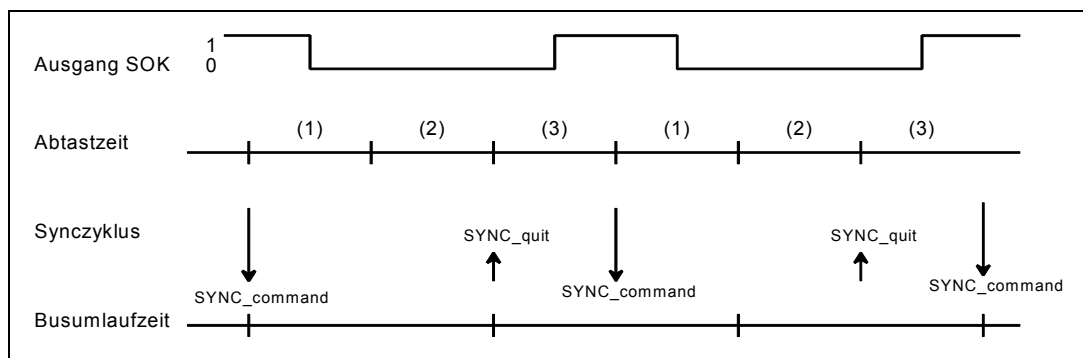 Ausgang SOK
1
0
Abtastzeit
(1) (2) (3) (1) (2) (3)
Synczyklus
SYNC_quit SYNC_quit
SYNC_command SYNC_command SYNC_command
Busumlaufzeit